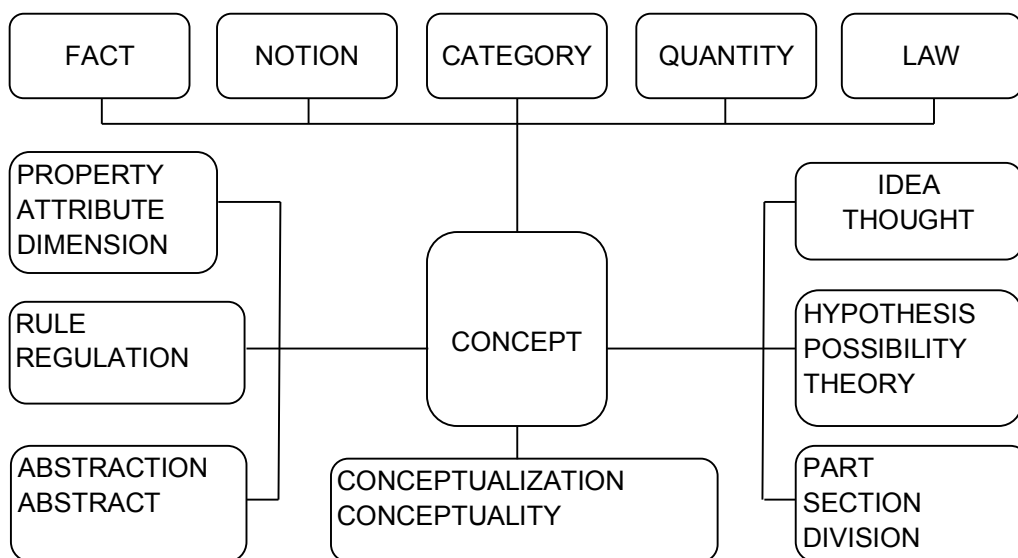 FACT
NOTION
CATEGORY
QUANTITY
LAW
PROPERTY
ATTRIBUTE
DIMENSION
IDEA
THOUGHT
RULE
REGULATION
CONCEPT
HYPOTHESIS
POSSIBILITY
THEORY
ABSTRACTION
ABSTRACT
CONCEPTUALIZATION
CONCEPTUALITY
PART
SECTION
DIVISION